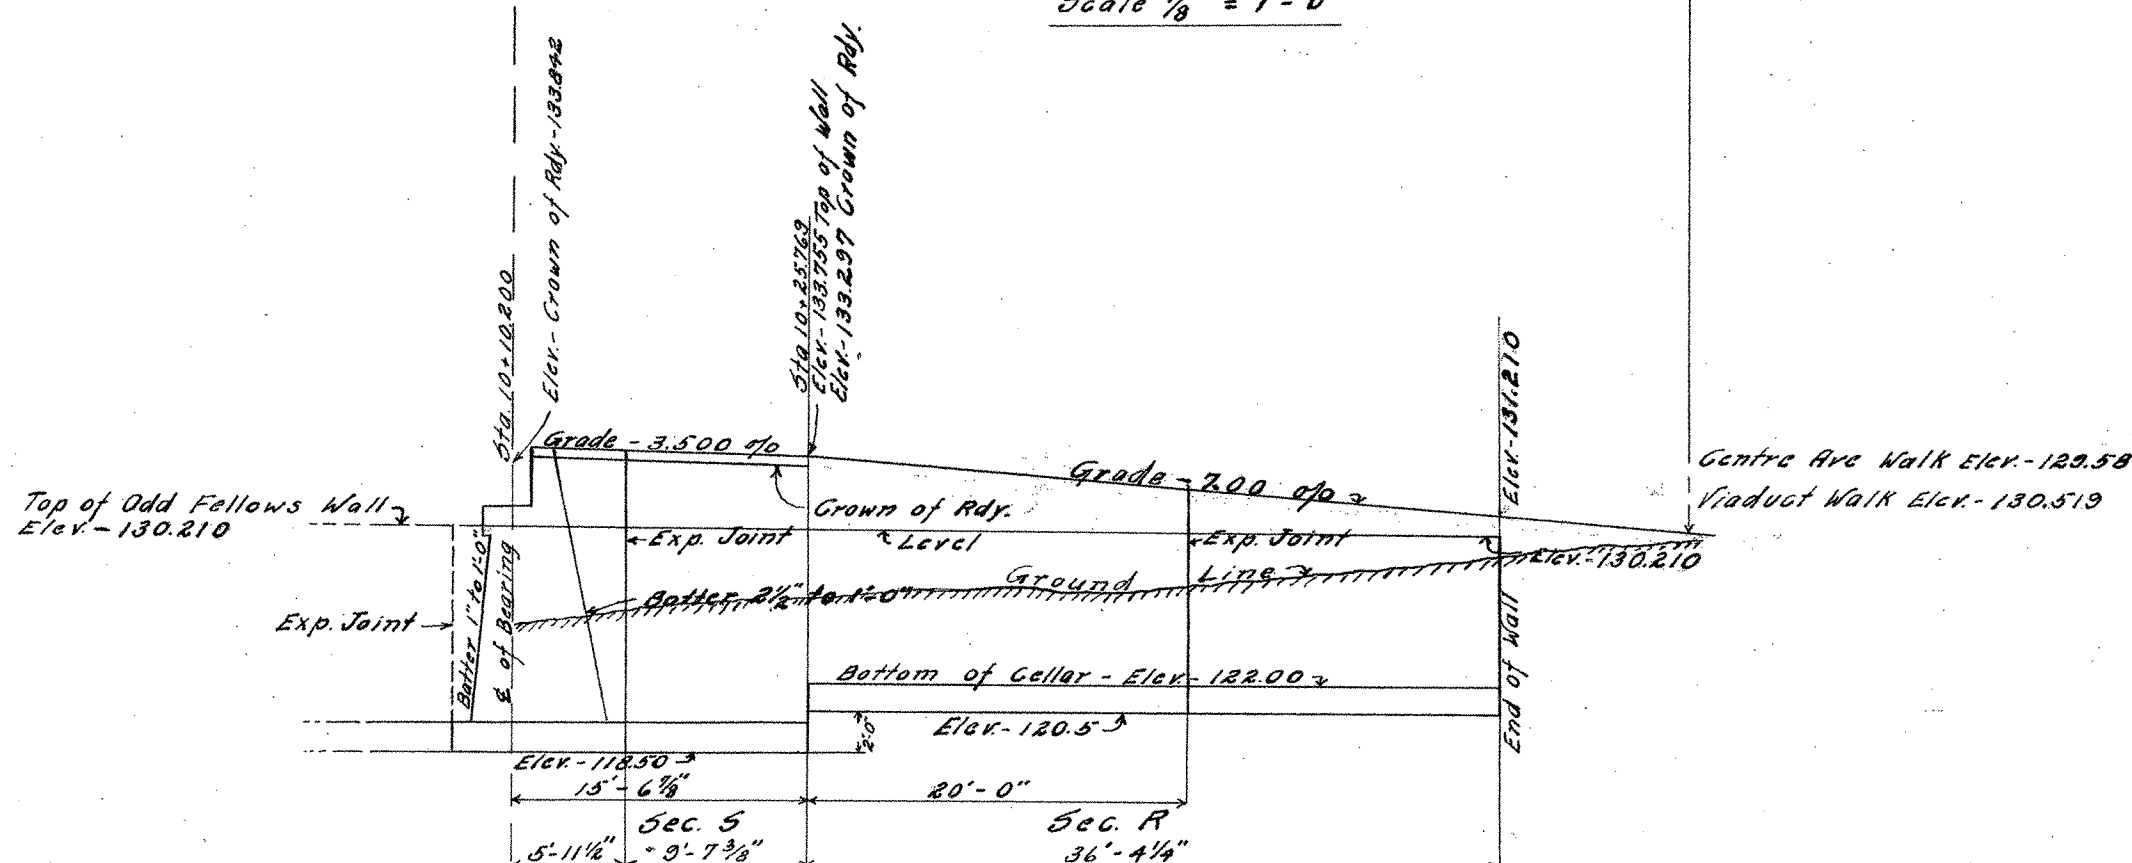 Scale 1/8" = 1'-0"
Sta. 10+10.200
Elev.- Crown of Rdy.-133.842
Sta 10+25.769
Elev.-133.755 Top of Wall
Elev.-133.297 Crown of Rdy.
Elev.-131.210
Grade - 3.500 %
Grade - 7.00 %
Centre Ave Walk Elev.-129.58
Viaduct Walk Elev.-130.519
Top of Odd Fellows Wall
Elev.-130.210
Crown of Rdy.
Exp. Joint
Level
Exp. Joint
Elev.-130.210
Ground Line
Batter 2½" to 1'-0"
Exp. Joint
Batter 1" to 1'-0"
℄ of Bearing
End of Wall
Bottom of Cellar - Elev.-122.00
Elev.-120.5
2'-0"
Elev.-118.50
15'-6⅞"
20'-0"
Sec. S
Sec. R
5'-11½"
9'-7⅜"
36'-4¼"